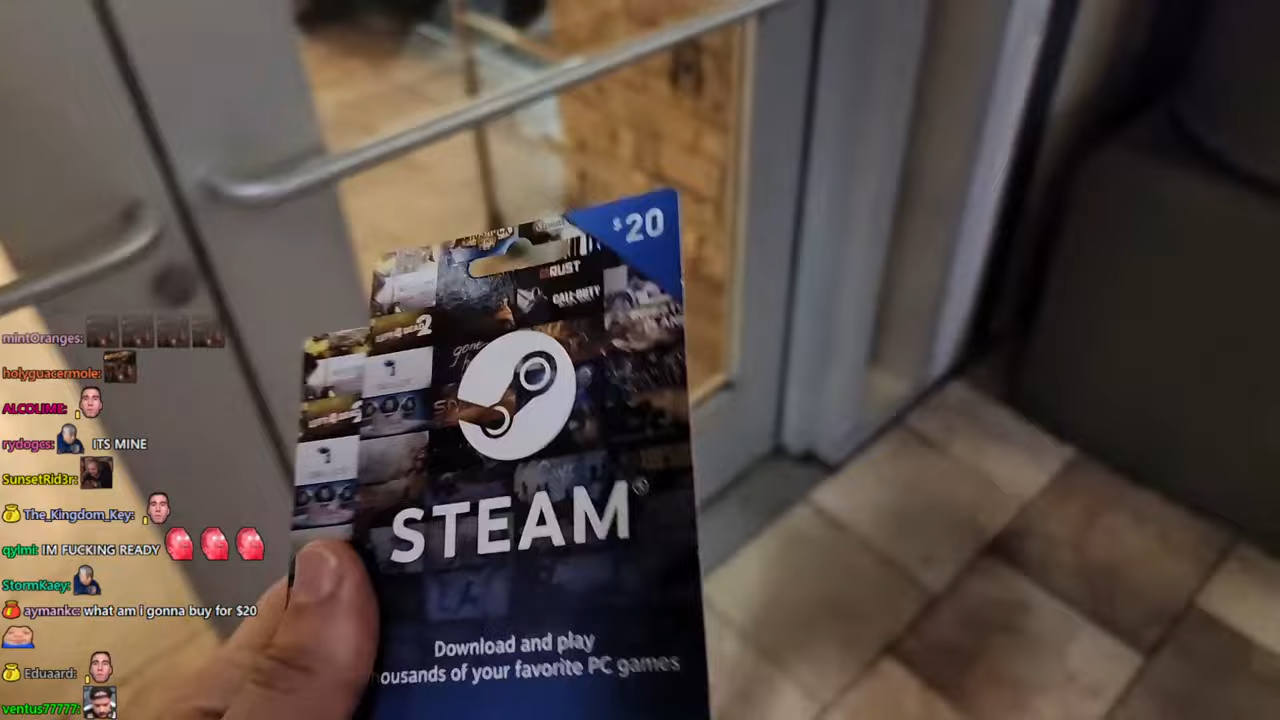 $20
RUST
CALL OF DUTY
STEAM®
Download and play
housands of your favorite PC games
mintOranges:
holyguacermole:
ALCOLIME:
rydogcs: ITS MINE
SunsetRid3r:
The_Kingdom_Key:
qylmi: IM FUCKING READY
StormKaey:
aymankc: what am I gonna buy for $20
Eduaard:
ventus77777: